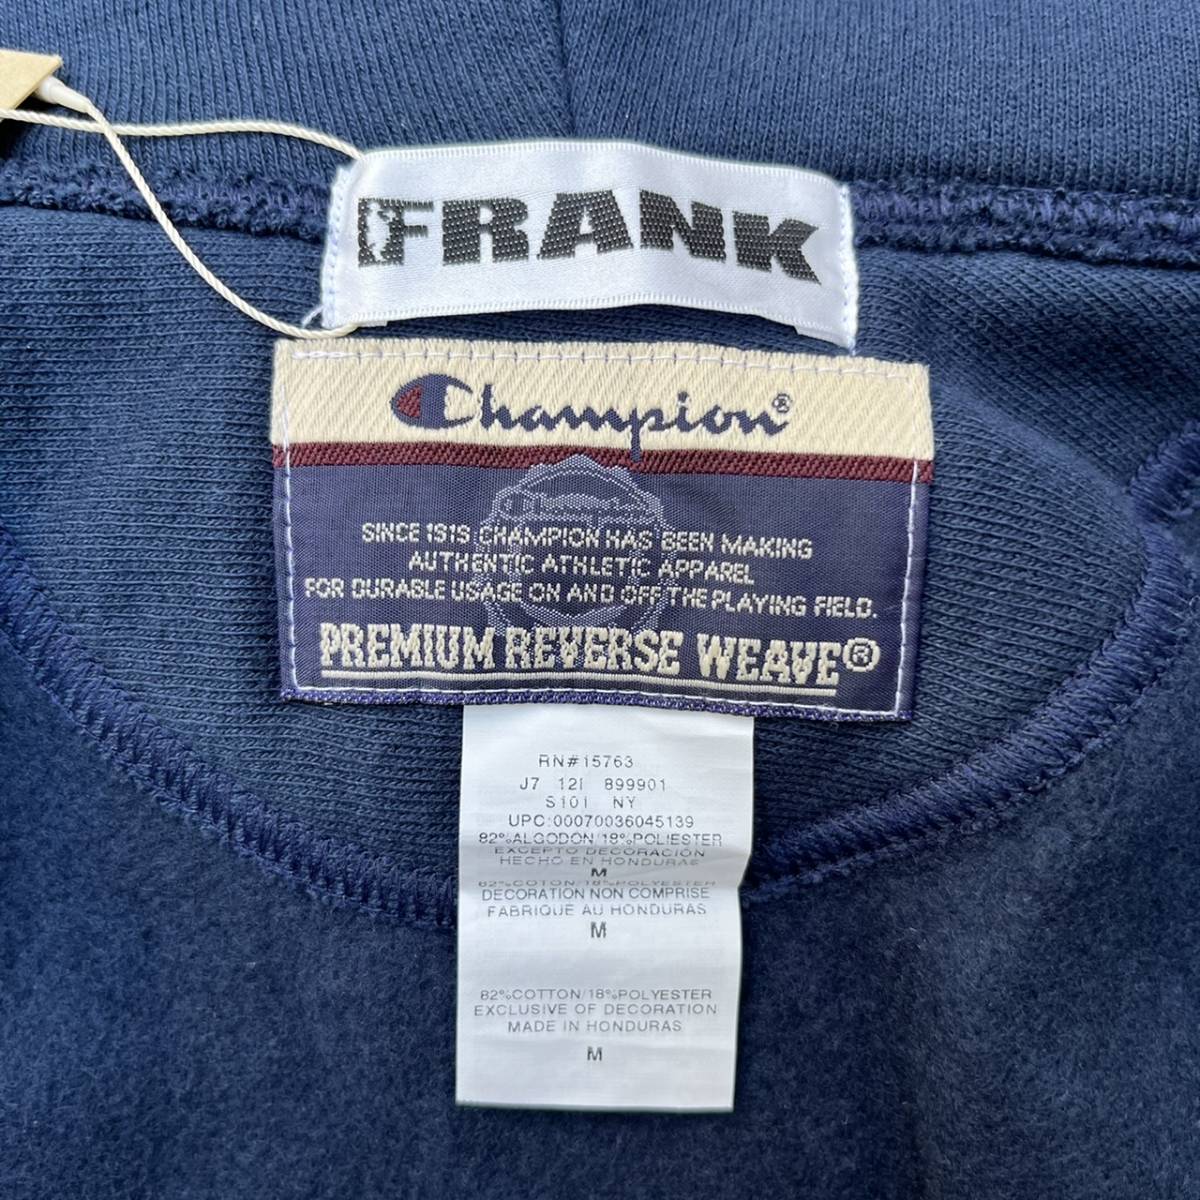 FRANK
Champion®
SINCE 1919 CHAMPION HAS BEEN MAKING
AUTHENTIC ATHLETIC APPAREL
FOR DURABLE USAGE ON AND OFF THE PLAYING FIELD.
PREMIUM REVERSE WEAVE®
RN#15763
J7 12I 899901
S101 NY
UPC:00070036045139
82%ALGODON/18%POLIESTER
EXCEPTO DECORACIÓN
HECHO EN HONDURAS
M
82%COTON/18%POLYESTER
DECORATION NON COMPRISE
FABRIQUE AU HONDURAS
M
82%COTTON/18%POLYESTER
EXCLUSIVE OF DECORATION
MADE IN HONDURAS
M